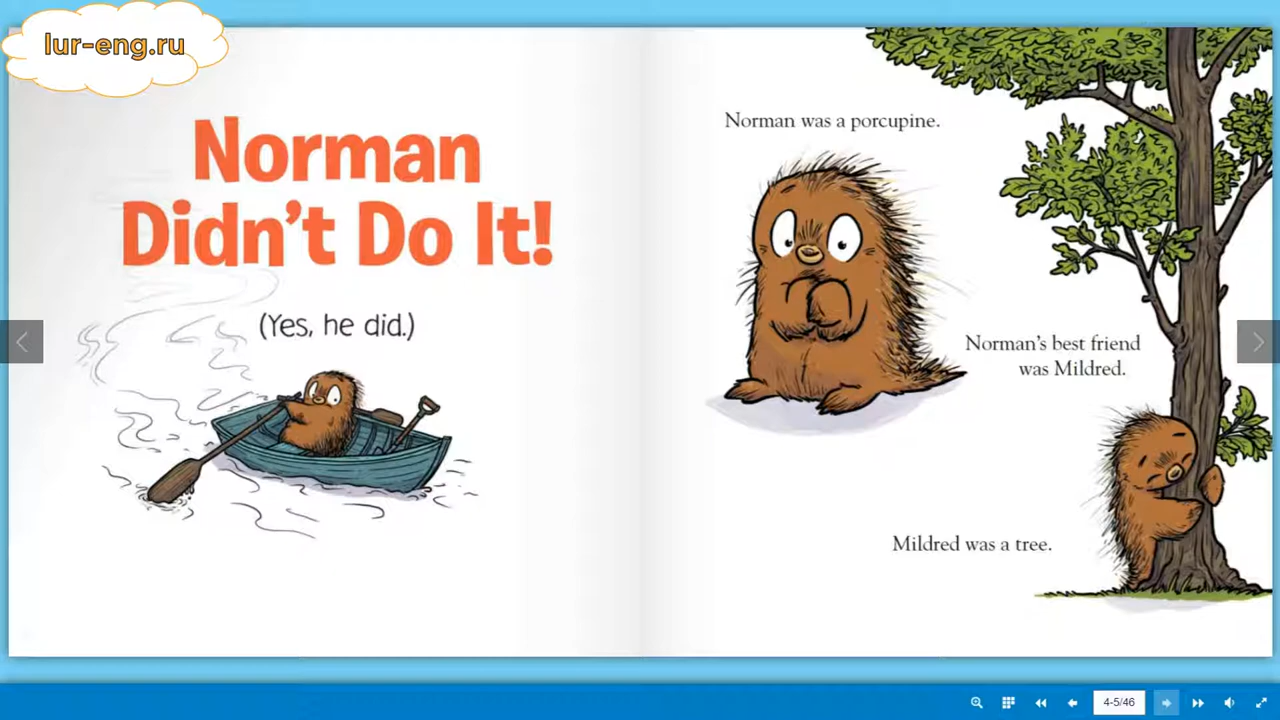 lur-eng.ru
Norman
Didn't Do It!
(Yes, he did.)
Norman was a porcupine.
Norman's best friend
was Mildred.
Mildred was a tree.
4-5/46